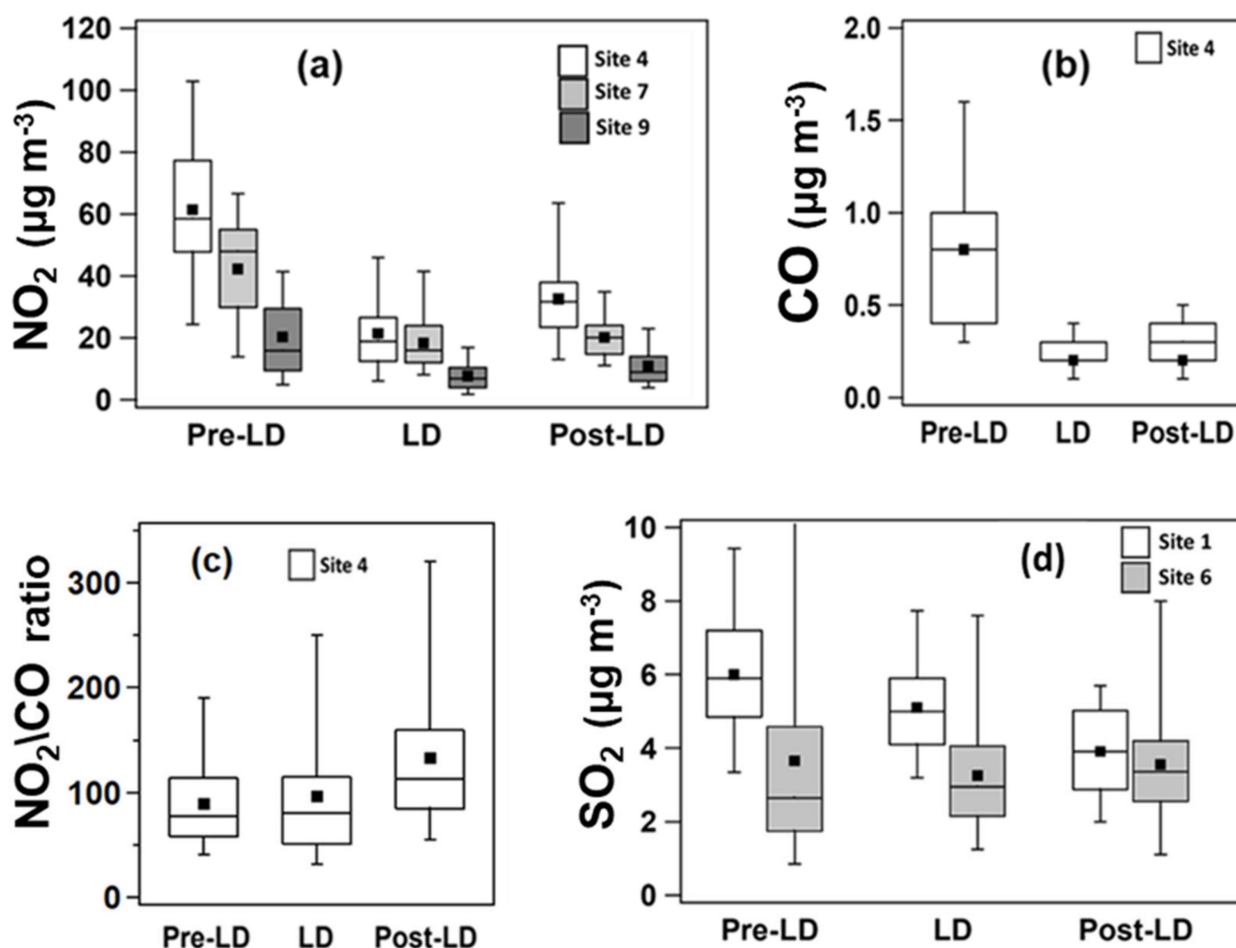 (a)
Site 4
Site 7
Site 9
NO₂ (µg m⁻³)
120
100
80
60
40
20
0
Pre-LD LD Post-LD
(b)
Site 4
CO (µg m⁻³)
2.0
1.5
1.0
0.5
0.0
Pre-LD LD Post-LD
(c)
Site 4
NO₂\CO ratio
300
200
100
0
Pre-LD LD Post-LD
(d)
Site 1
Site 6
SO₂ (µg m⁻³)
10
8
6
4
2
0
Pre-LD LD Post-LD